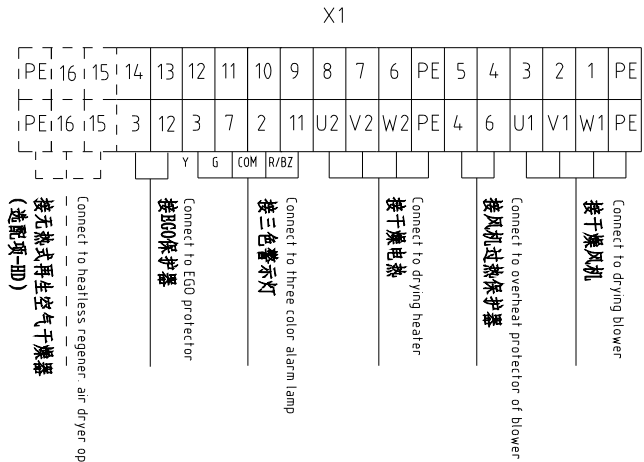 X1
PE 16 15 14 13 12 11 10 9 8 7 6 PE 5 4 3 2 1 PE
PE 16 15 3 12 3 7 2 11 U2 V2 W2 PE 4 6 U1 V1 W1 PE
Y G COM R/BZ
Connect to drying blower
接干燥风机
Connect to overheat protector of blower
接风机过热保护器
Connect to drying heater
接干燥电热
Connect to three color alarm lamp
接三色警示灯
Connect to EGO protector
接EGO保护器
Connect to heatless regener. air dryer op
接无热式再生空气干燥器
(选配项-HD)